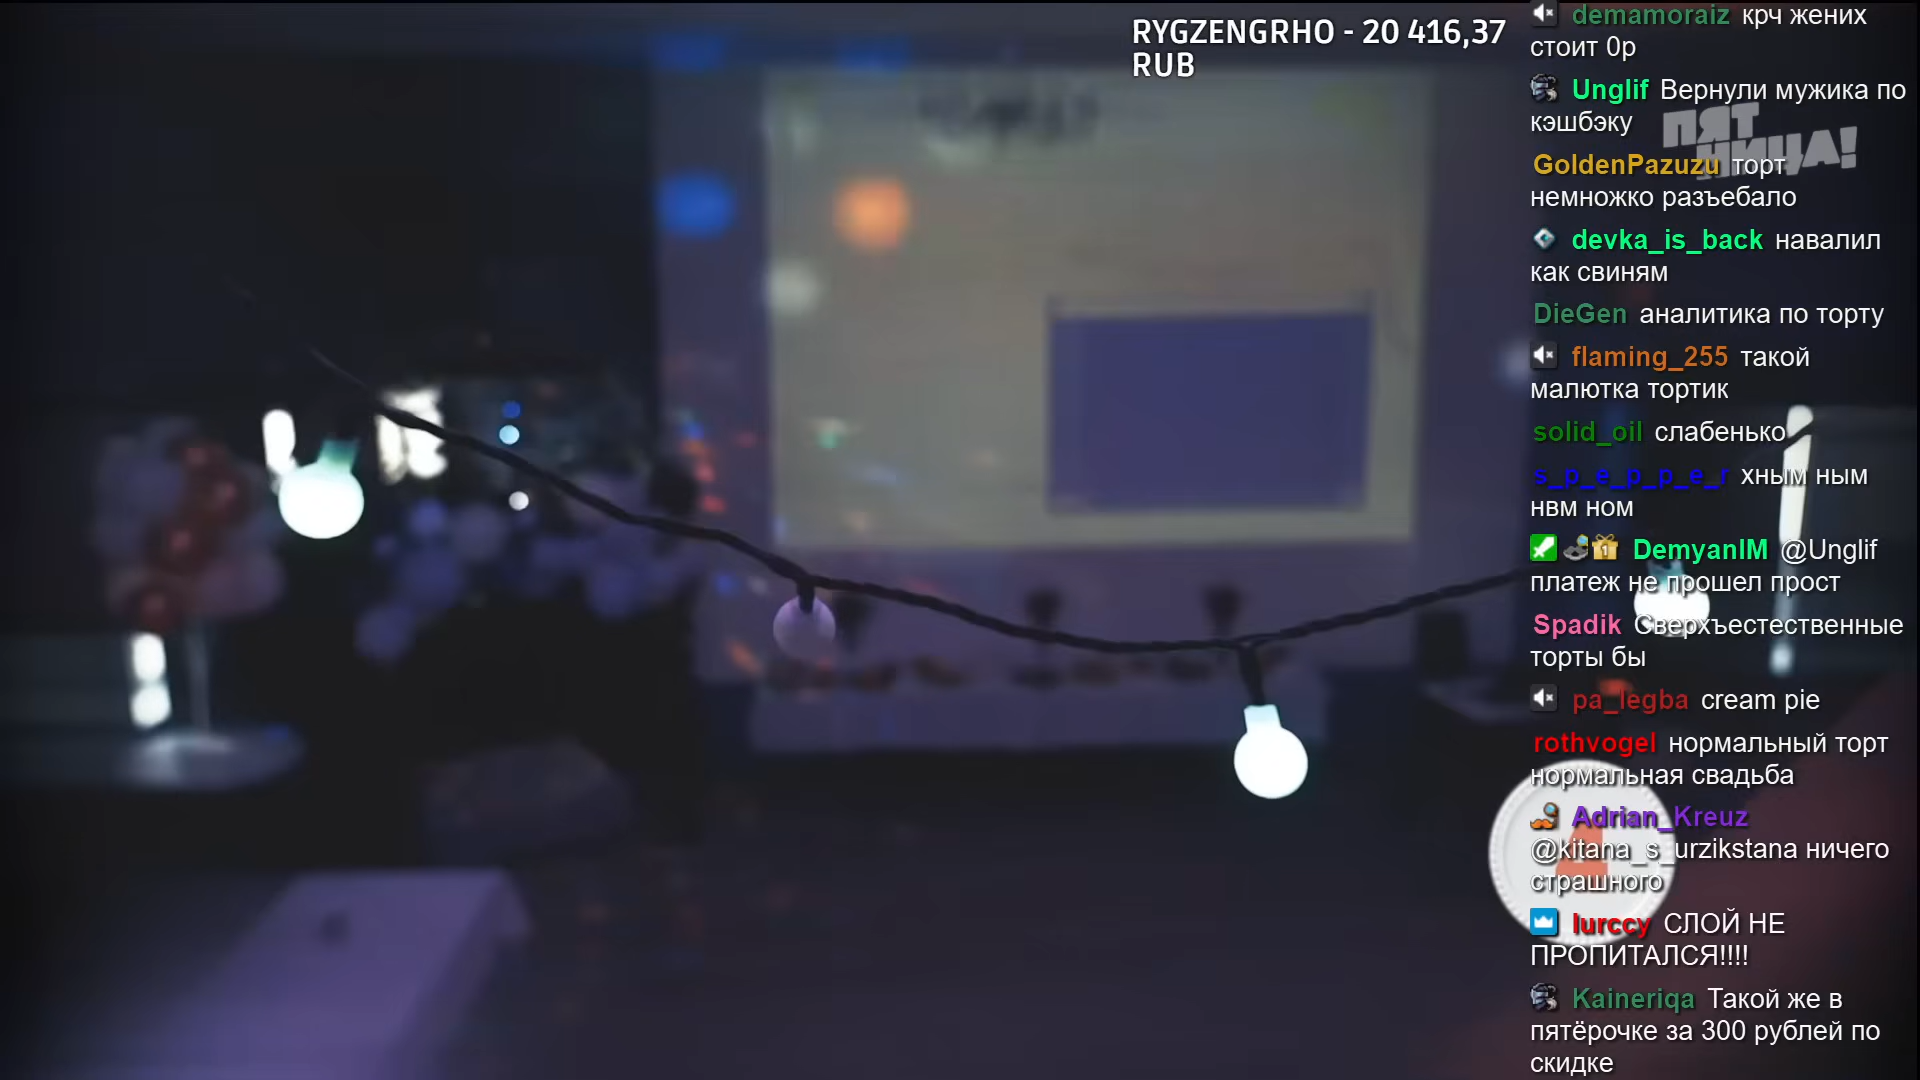 RYGZENGRHO - 20 416,37
RUB
demamoraiz крч жених
стоит 0р
Unglif Вернули мужика по
кэшбэку
ПЯТ
НИЦА!
GoldenPazuzu торт
немножко разъебало
devka_is_back навалил
как свиням
DieGen аналитика по торту
flaming_255 такой
малютка тортик
solid_oil слабенько
s_p_e_p_p_e_r хным ным
нвм ном
DemyanIM @Unglif
платеж не прошел прост
Spadik Сверхъестественные
торты бы
pa_legba cream pie
rothvogel нормальный торт
нормальная свадьба
Adrian_Kreuz
@kitana_s_urzikstana ничего
страшного
lurccy СЛОЙ НЕ
ПРОПИТАЛСЯ!!!!
Kaineriqa Такой же в
пятёрочке за 300 рублей по
скидке